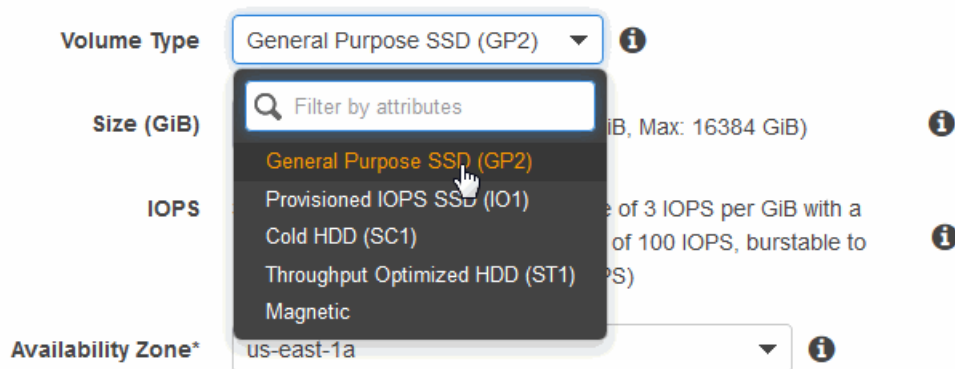 Volume Type
General Purpose SSD (GP2)
Filter by attributes
Size (GiB)
iB, Max: 16384 GiB)
General Purpose SSD (GP2)
Provisioned IOPS SSD (IO1)
IOPS
of 3 IOPS per GiB with a
Cold HDD (SC1)
of 100 IOPS, burstable to
Throughput Optimized HDD (ST1)
PS)
Magnetic
Availability Zone*
us-east-1a